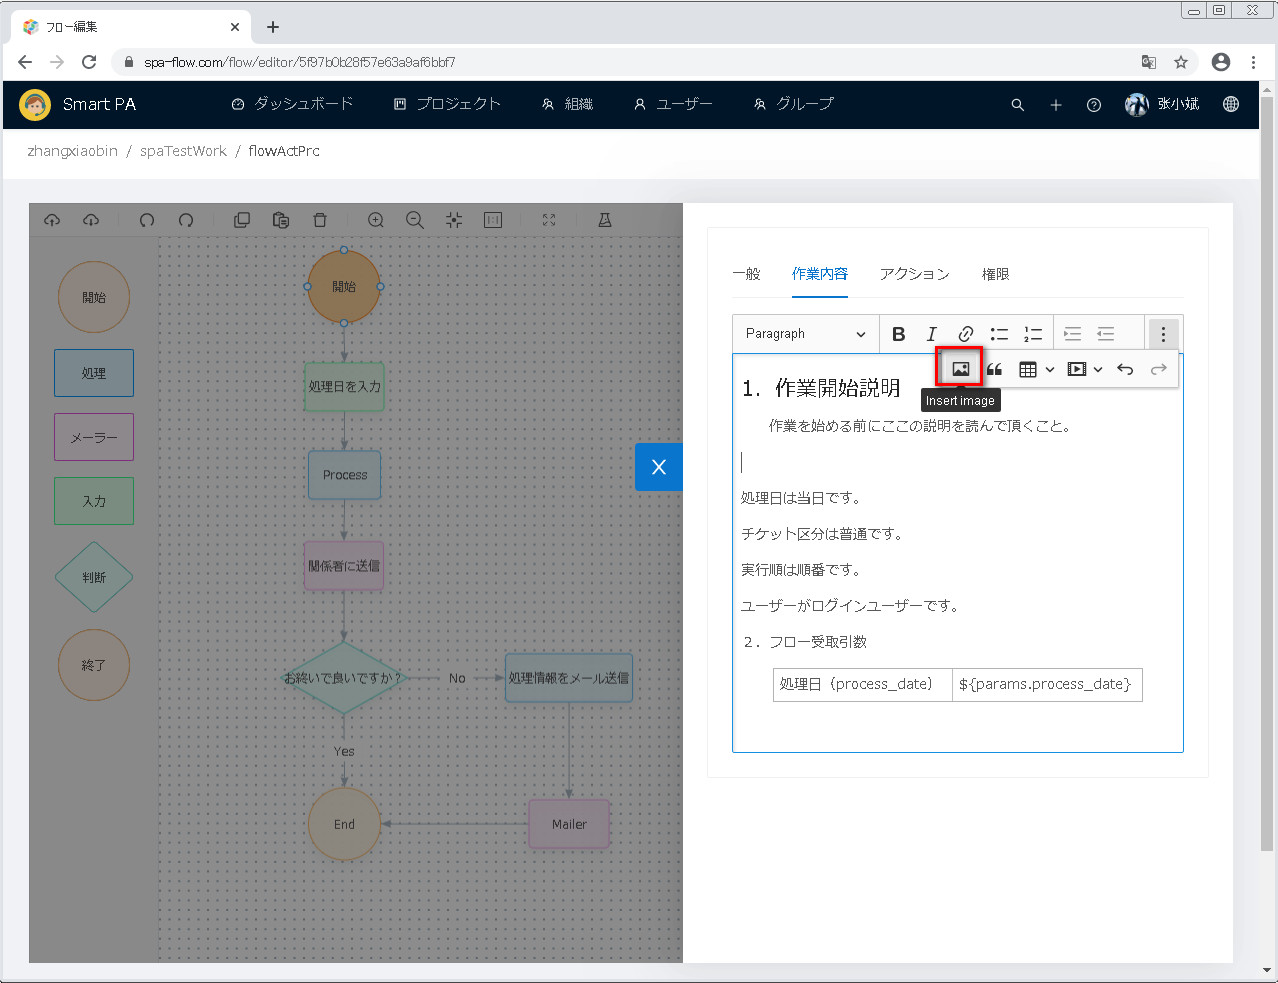 フロー編集
spa-flow.com/flow/editor/5f97b0b28f57e63a9af6bbf7
Smart PA
ダッシュボード
プロジェクト
組織
ユーザー
グループ
张小斌
zhangxiaobin / spaTestWork / flowActPrc
開始
処理
メーラー
入力
判断
終了
開始
処理日を入力
Process
関係者に送信
お終いで良いですか？
No
処理情報をメール送信
Yes
End
Mailer
X
一般
作業内容
アクション
権限
Paragraph
Insert image
1. 作業開始説明
作業を始める前にここの説明を読んで頂くこと。
処理日は当日です。
チケット区分は普通です。
実行順は順番です。
ユーザーがログインユーザーです。
２．フロー受取引数
処理日（process_date）
${params.process_date}